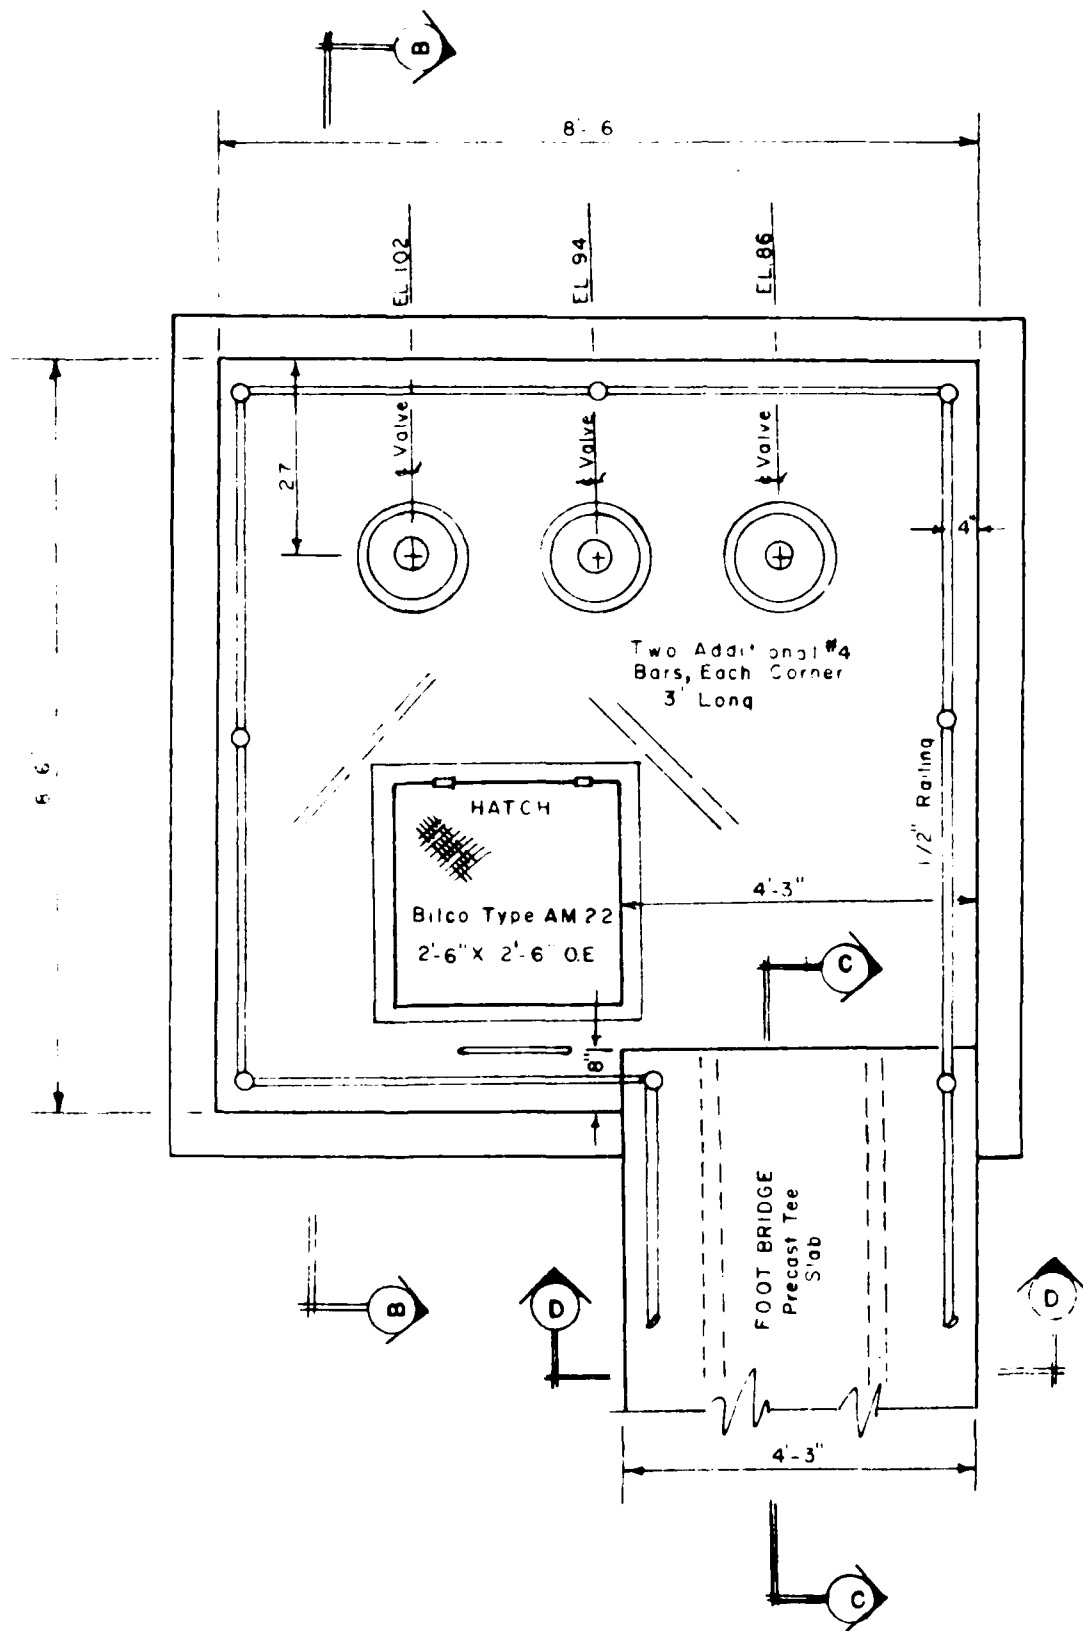 B
8'-6
EL 102
EL 94
EL.86
Valve
Valve
Valve
27
4"
Two Additional #4
Bars, Each Corner
3' Long
8 6
1/2" Railing
HATCH
4'-3"
Bilco Type AM 22
2'-6" X 2'-6" O.E
C
8"
FOOT BRIDGE
Precast Tee
Slab
B
D
D
4'-3"
C